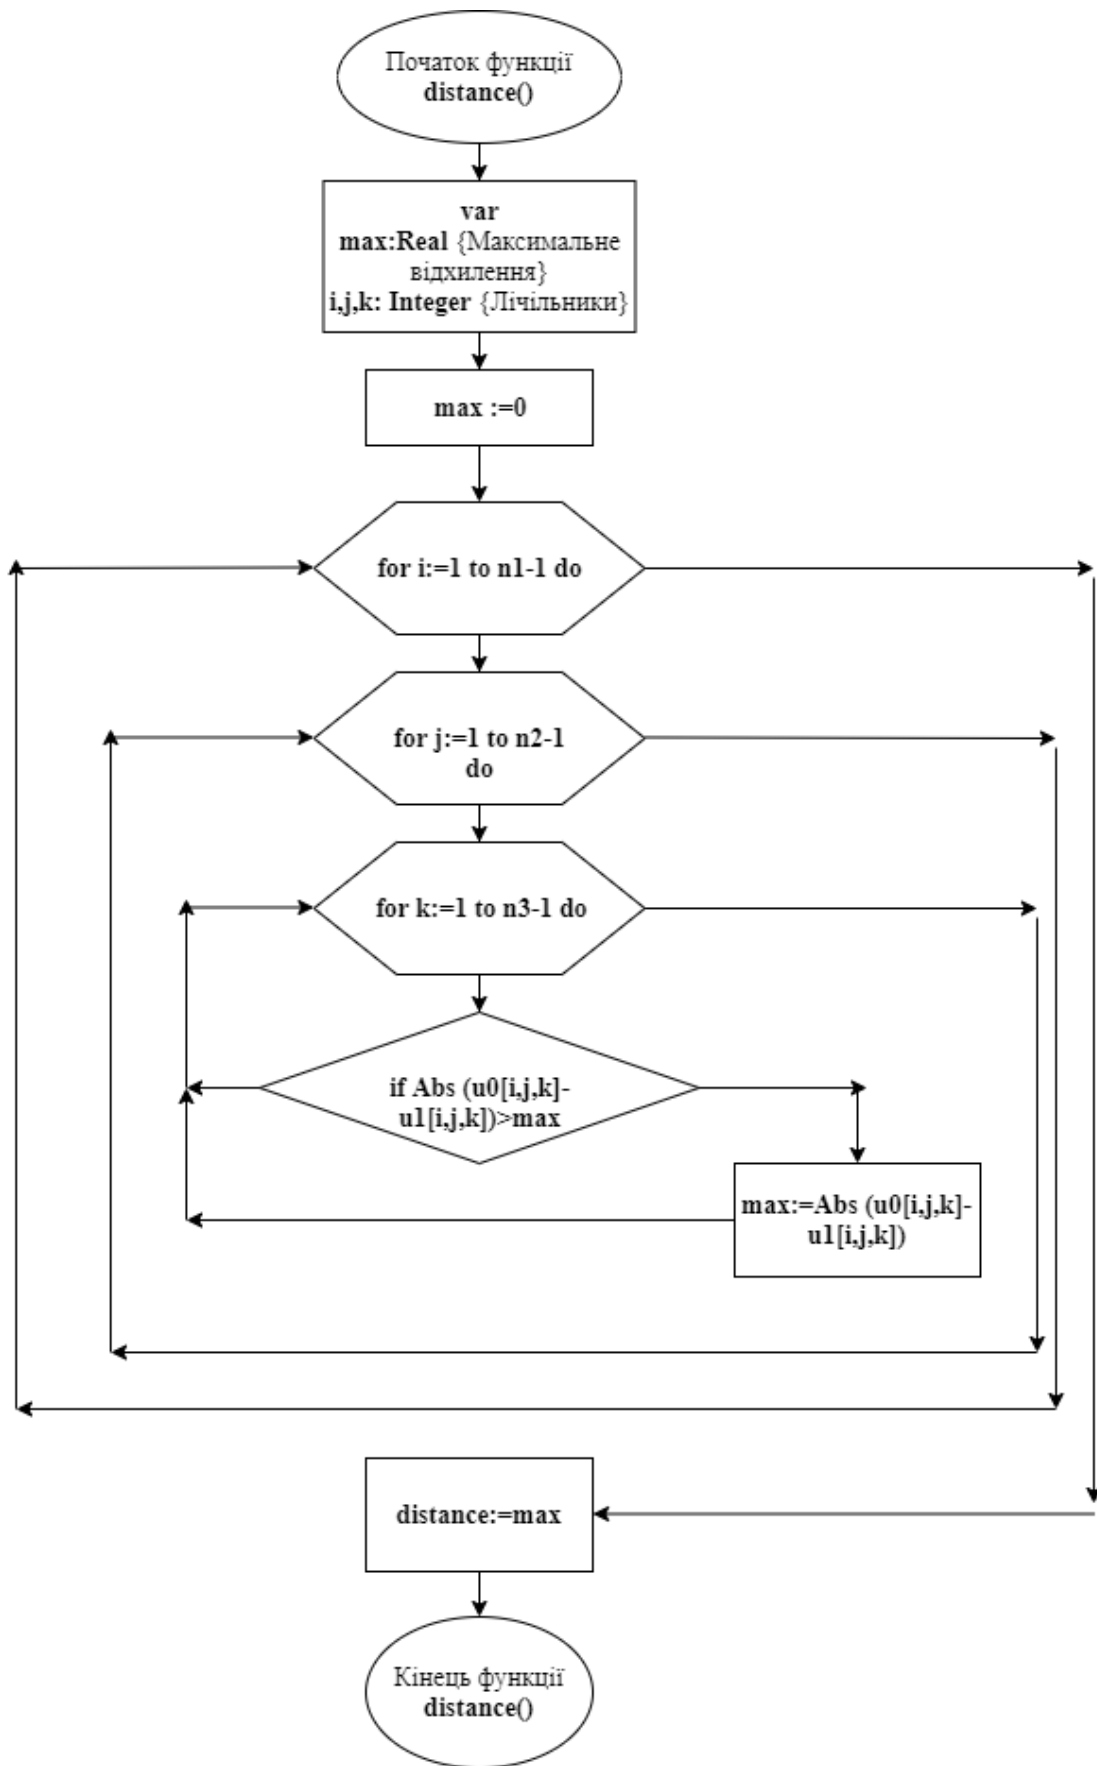 Початок функції
distance()
var
max:Real {Максимальне
відхилення}
i,j,k: Integer {Лічільники}
max :=0
for i:=1 to n1-1 do
for j:=1 to n2-1
do
for k:=1 to n3-1 do
if Abs (u0[i,j,k]-
u1[i,j,k])>max
max:=Abs (u0[i,j,k]-
u1[i,j,k])
distance:=max
Кінець функції
distance()